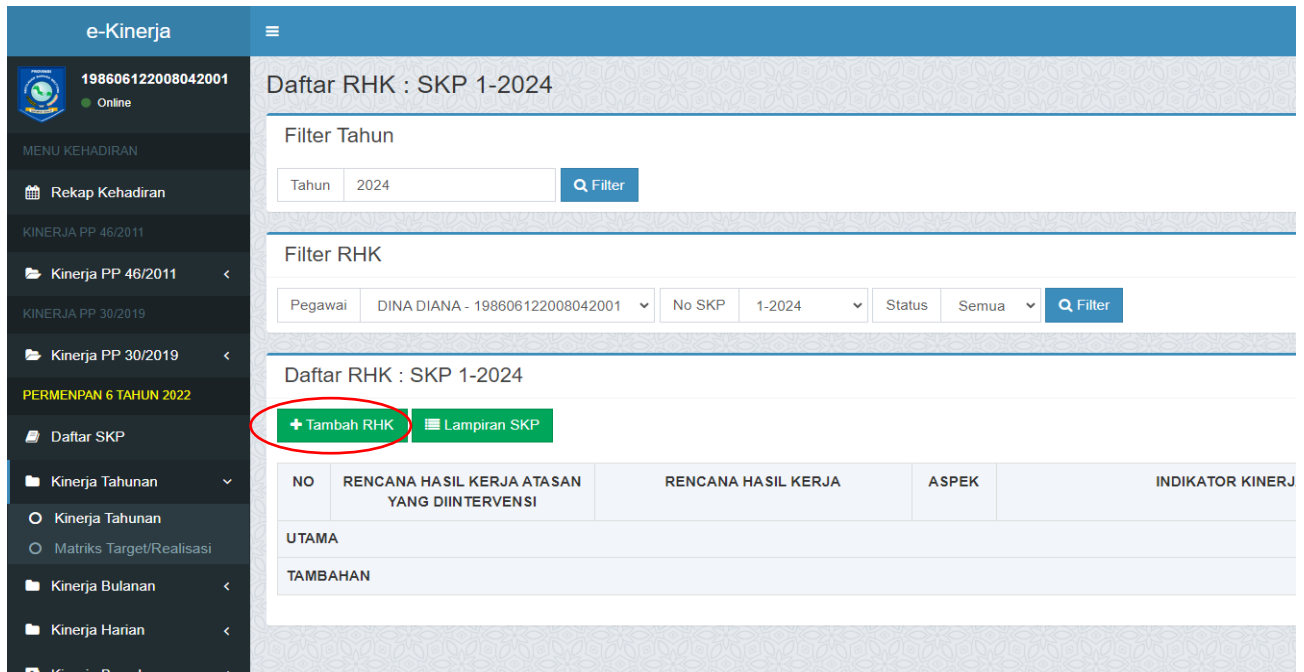 e-Kinerja
198606122008042001
Online
MENU KEHADIRAN
Rekap Kehadiran
KINERJA PP 46/2011
Kinerja PP 46/2011
KINERJA PP 30/2019
Kinerja PP 30/2019
PERMENPAN 6 TAHUN 2022
Daftar SKP
Kinerja Tahunan
Kinerja Tahunan
Matriks Target/Realisasi
Kinerja Bulanan
Kinerja Harian
Daftar RHK : SKP 1-2024
Filter Tahun
Tahun 2024 Filter
Filter RHK
Pegawai DINA DIANA - 198606122008042001 No SKP 1-2024 Status Semua Filter
Daftar RHK : SKP 1-2024
+ Tambah RHK Lampiran SKP
NO RENCANA HASIL KERJA ATASAN RENCANA HASIL KERJA ASPEK INDIKATOR KINERJ
YANG DIINTERVENSI
UTAMA
TAMBAHAN